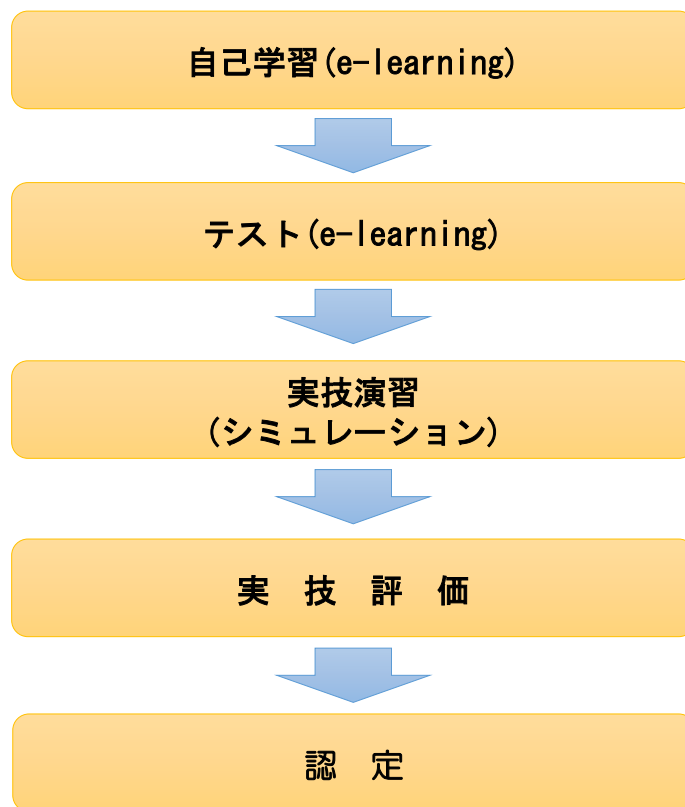 自己学習(e-learning)
テスト(e-learning)
実技演習
(シミュレーション)
実　技　評　価
認　定